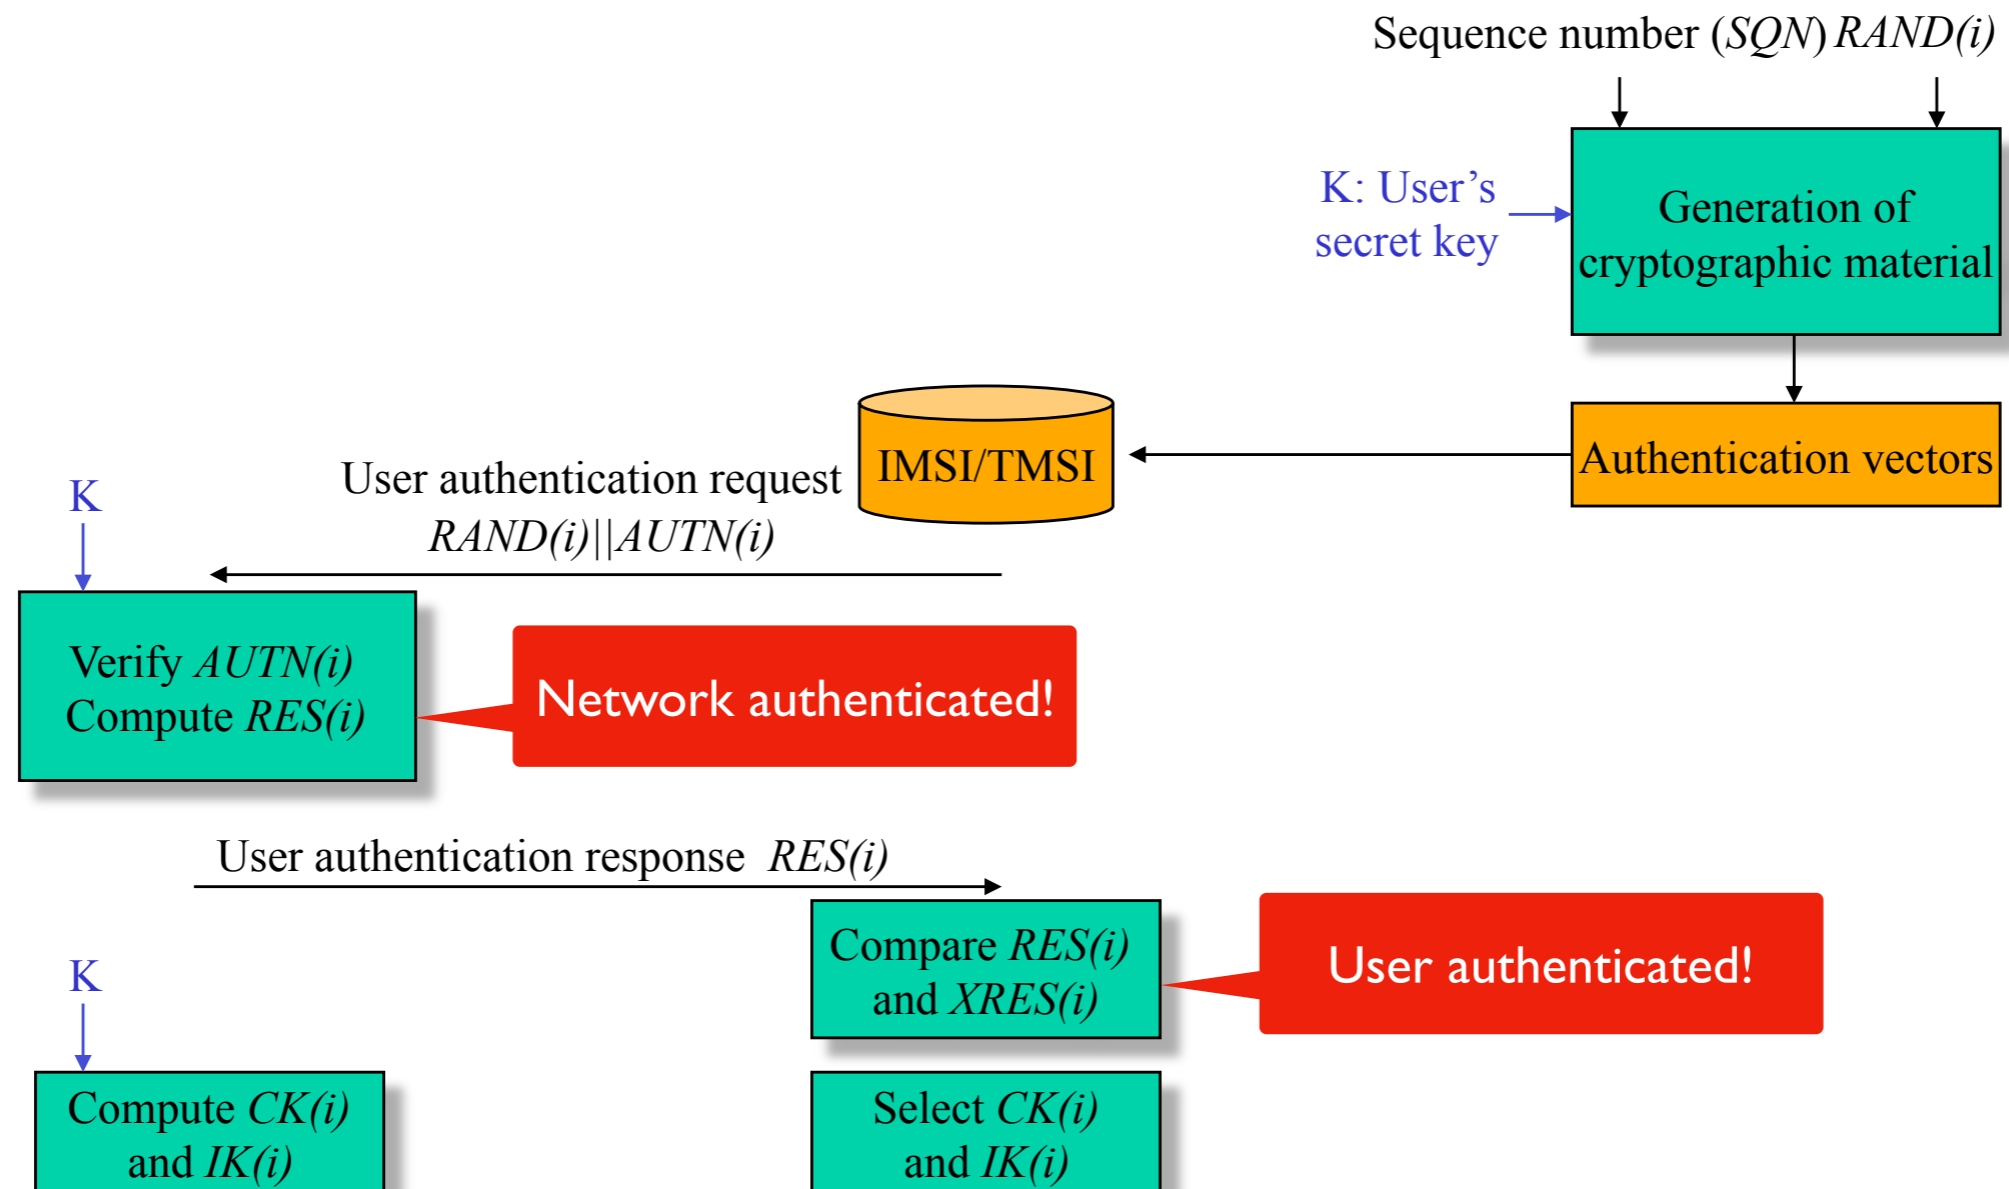 Sequence number (SQN) RAND(i)
K: User’s
secret key
Generation of
cryptographic material
Authentication vectors
IMSI/TMSI
User authentication request
RAND(i)||AUTN(i)
K
Verify AUTN(i)
Compute RES(i)
Network authenticated!
User authentication response RES(i)
Compare RES(i)
and XRES(i)
User authenticated!
K
Compute CK(i)
and IK(i)
Select CK(i)
and IK(i)